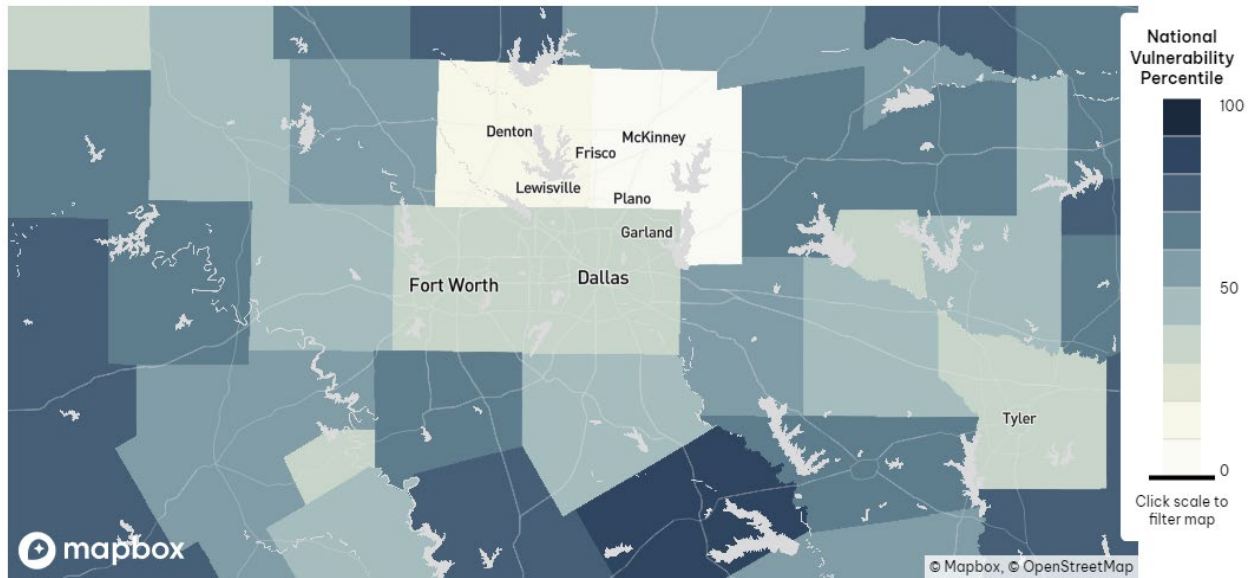 National
Vulnerability
Percentile
100
50
0
Click scale to
filter map
Denton
McKinney
Frisco
Lewisville
Plano
Garland
Fort Worth
Dallas
Tyler
mapbox
© Mapbox, © OpenStreetMap